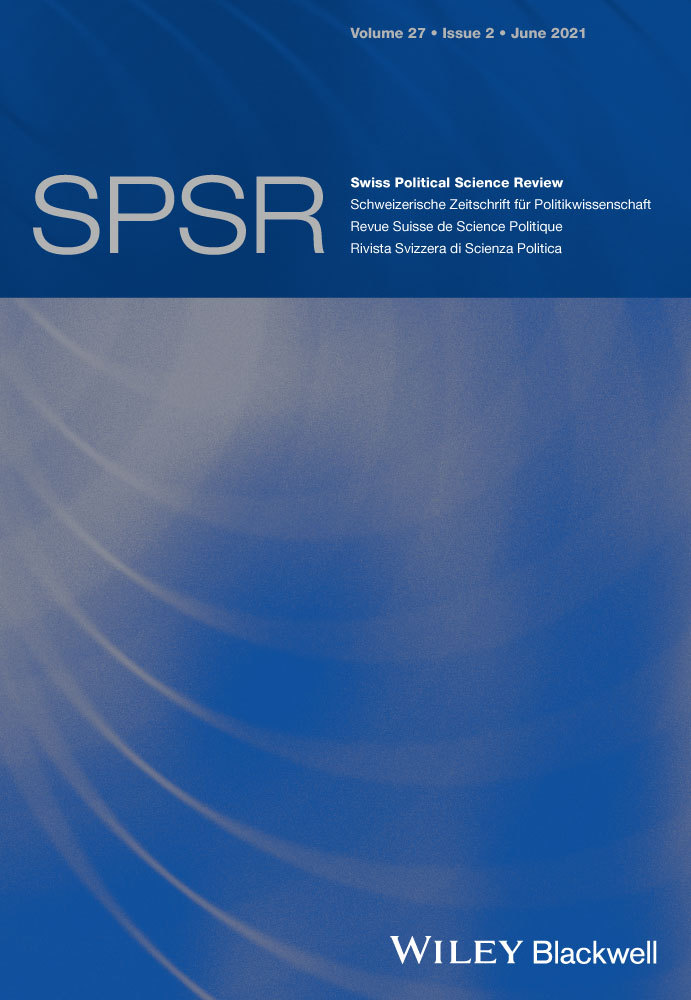 Volume 27 • Issue 2 • June 2021
SPSR
Swiss Political Science Review
Schweizerische Zeitschrift für Politikwissenschaft
Revue Suisse de Science Politique
Rivista Svizzera di Scienza Politica
WILEY Blackwell